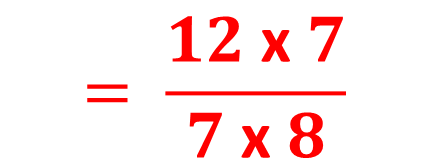 12 x 7
=
7 x 8